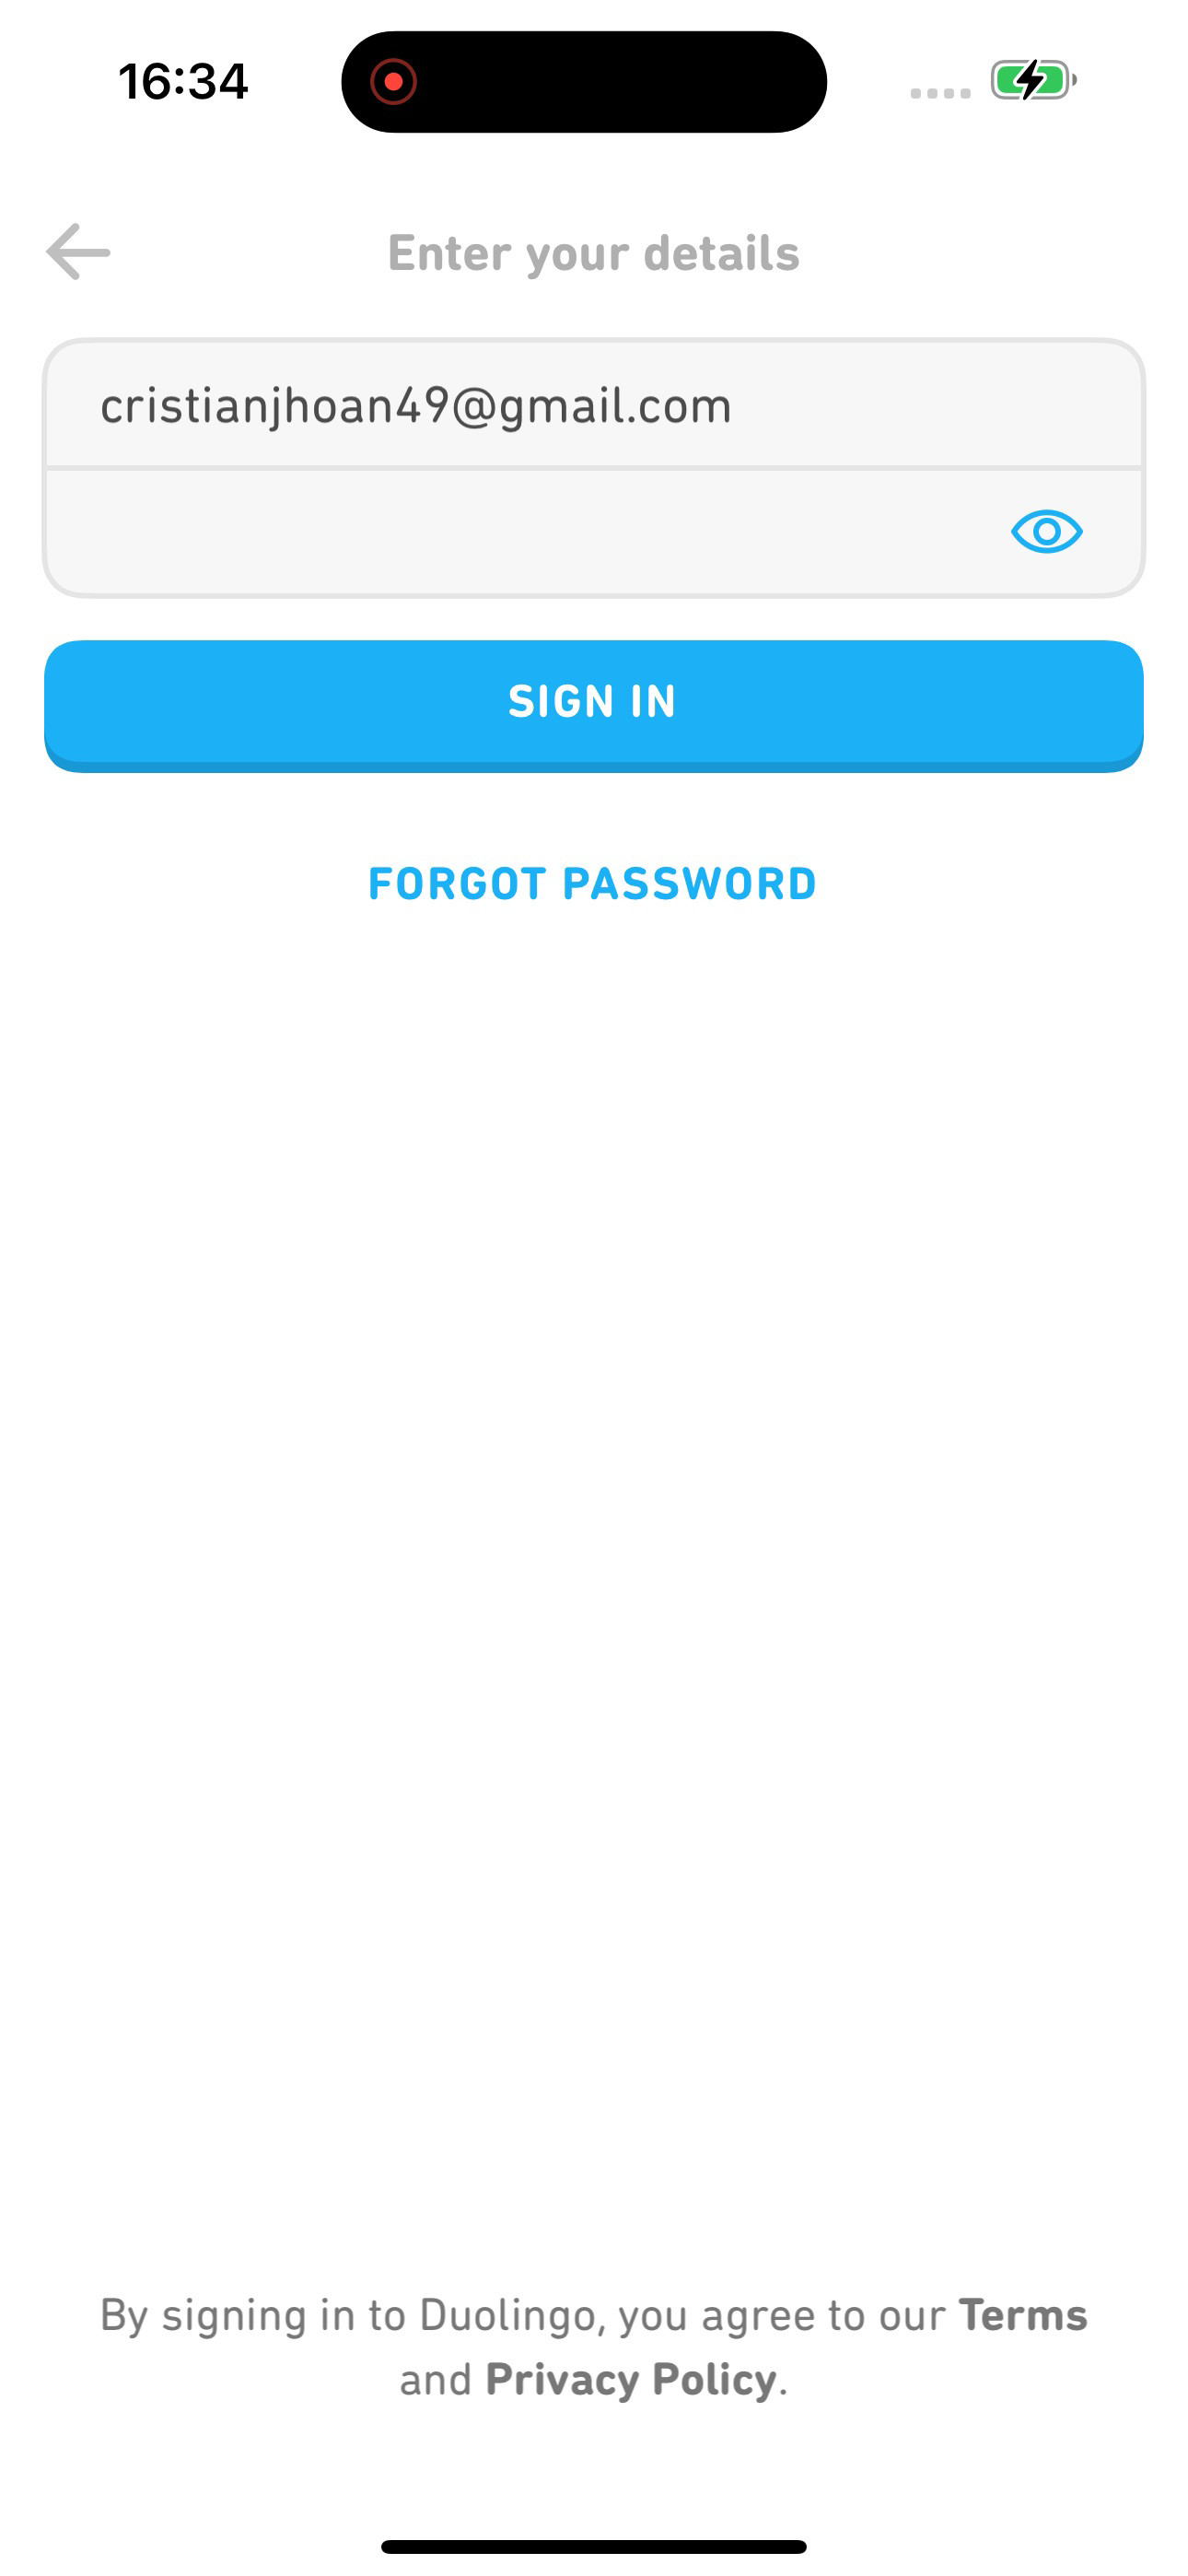 16:34
Enter your details
cristianjhoan49@gmail.com
SIGN IN
FORGOT PASSWORD
By signing in to Duolingo, you agree to our Terms
and Privacy Policy.